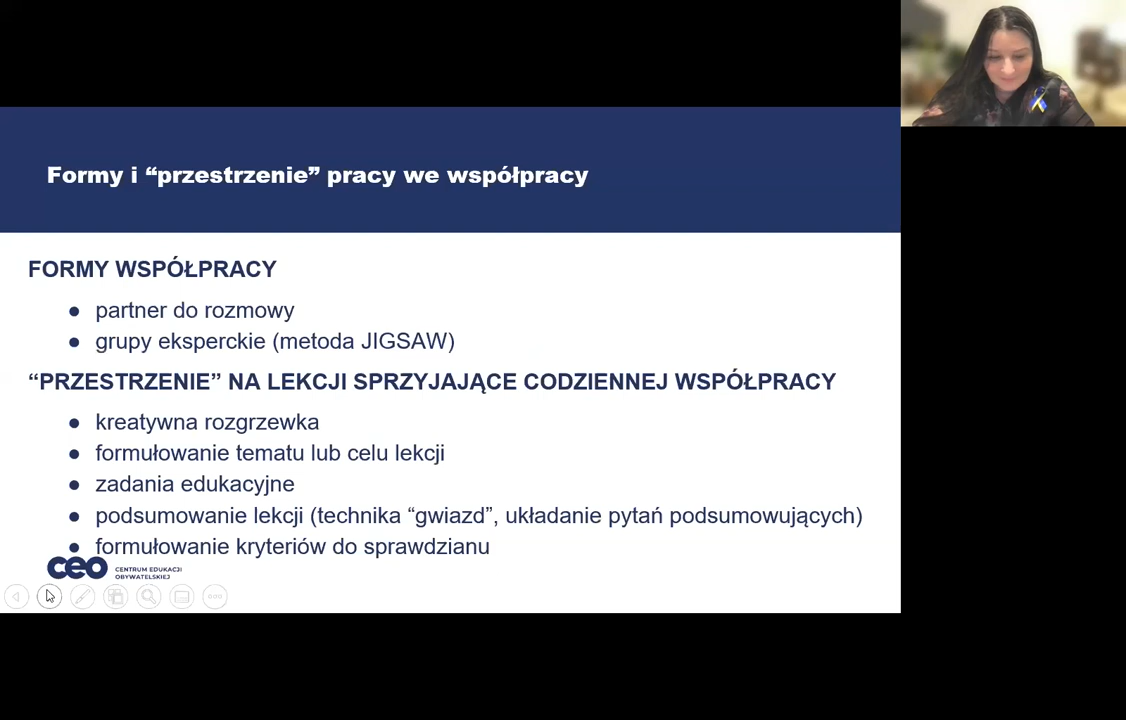 Formy i “przestrzenie” pracy we współpracy
FORMY WSPÓŁPRACY
● partner do rozmowy
● grupy eksperckie (metoda JIGSAW)
“PRZESTRZENIE” NA LEKCJI SPRZYJAJĄCE CODZIENNEJ WSPÓŁPRACY
● kreatywna rozgrzewka
● formułowanie tematu lub celu lekcji
● zadania edukacyjne
● podsumowanie lekcji (technika “gwiazd”, układanie pytań podsumowujących)
● formułowanie kryteriów do sprawdzianu
ceo CENTRUM EDUKACJI
OBYWATELSKIEJ